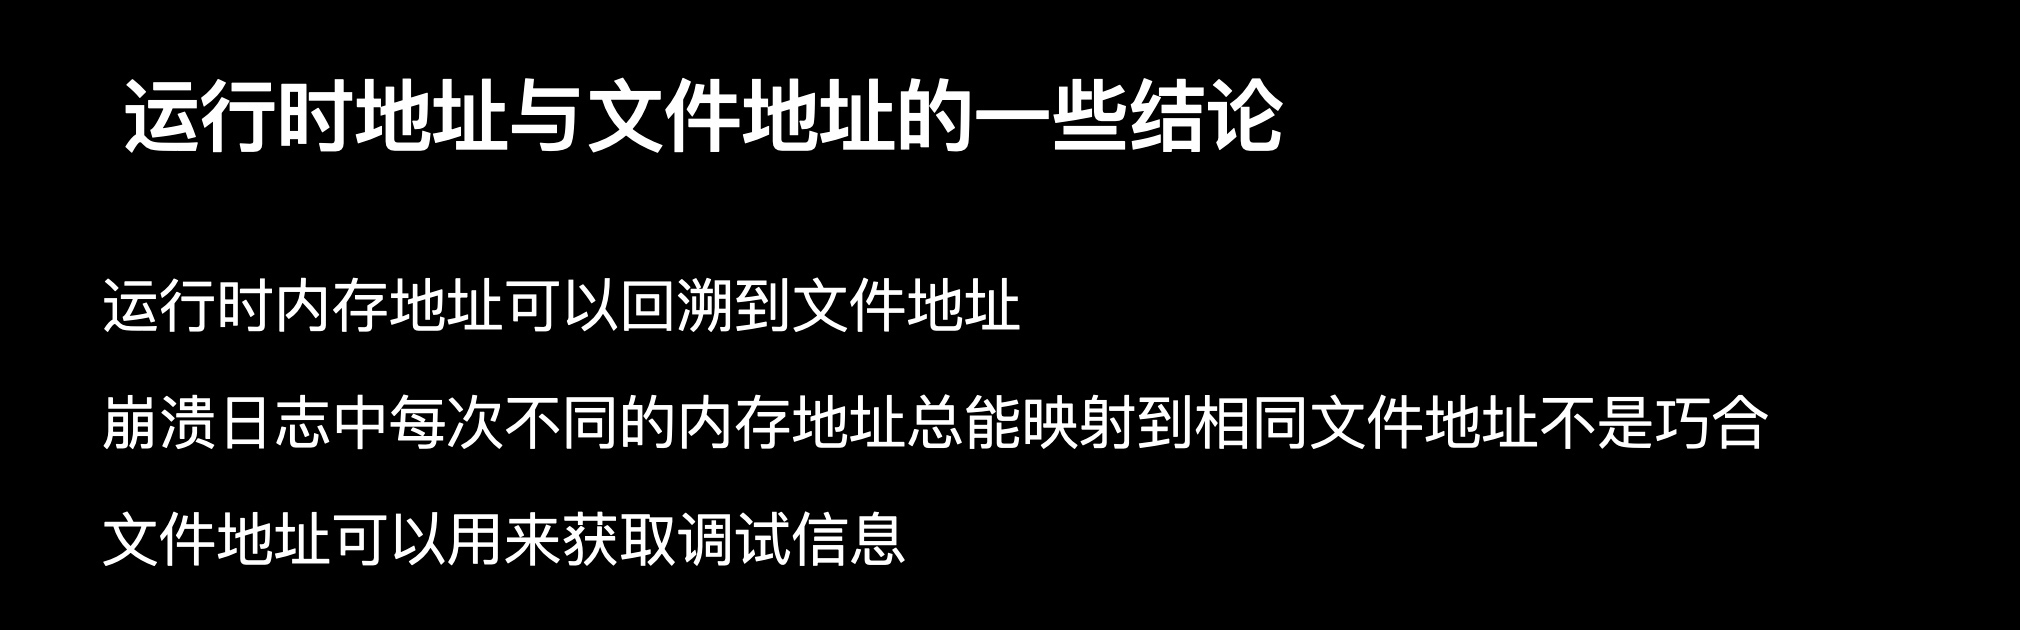 运行时地址与文件地址的一些结论
运行时内存地址可以回溯到文件地址
崩溃日志中每次不同的内存地址总能映射到相同文件地址不是巧合
文件地址可以用来获取调试信息